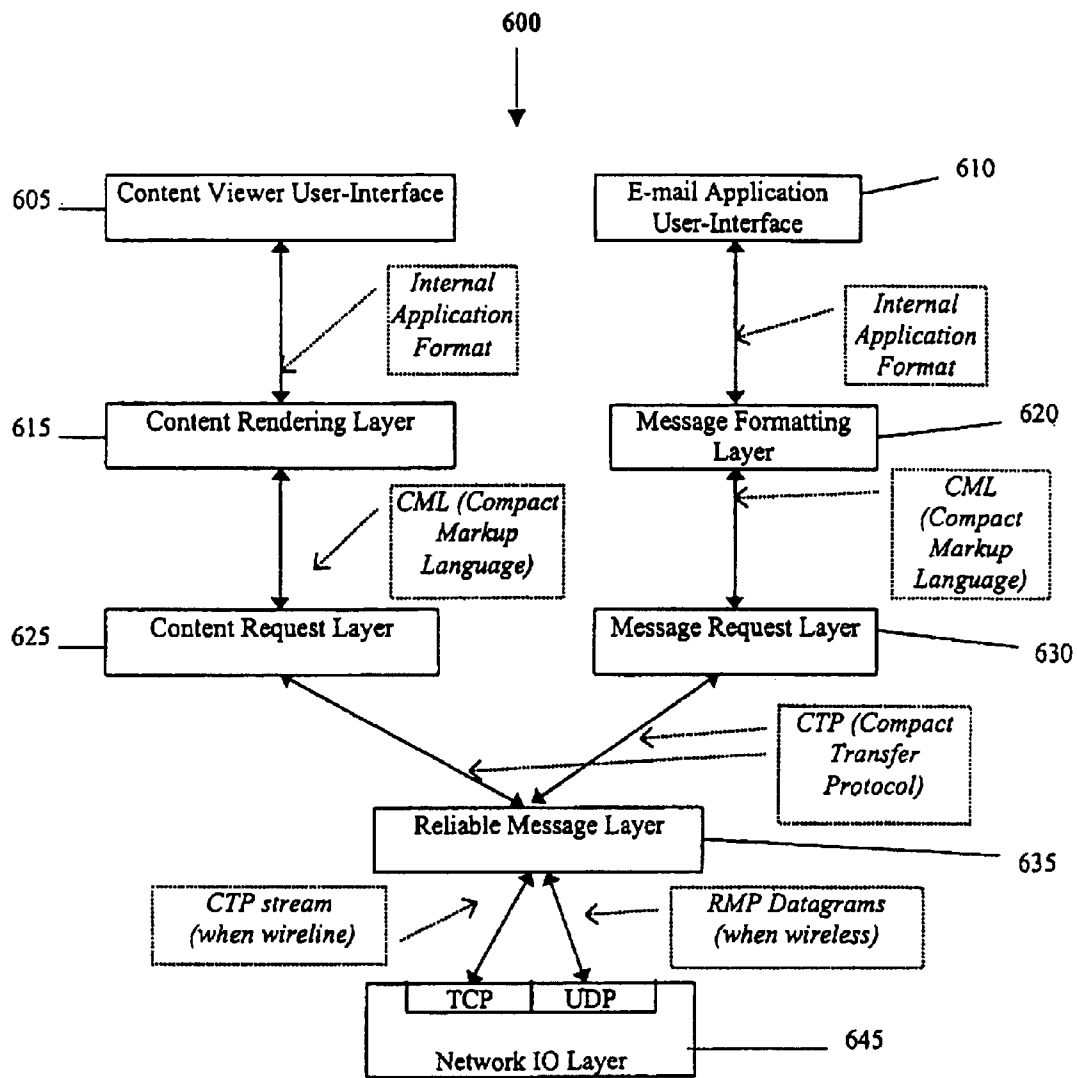 600
605
Content Viewer User-Interface
E-mail Application
User-Interface
610
Internal
Application
Format
Internal
Application
Format
615
Content Rendering Layer
Message Formatting
Layer
620
CML (Compact
Markup
Language)
CML
(Compact
Markup
Language)
625
Content Request Layer
Message Request Layer
630
CTP (Compact
Transfer
Protocol)
Reliable Message Layer
635
CTP stream
(when wireline)
RMP Datagrams
(when wireless)
TCP
UDP
Network IO Layer
645